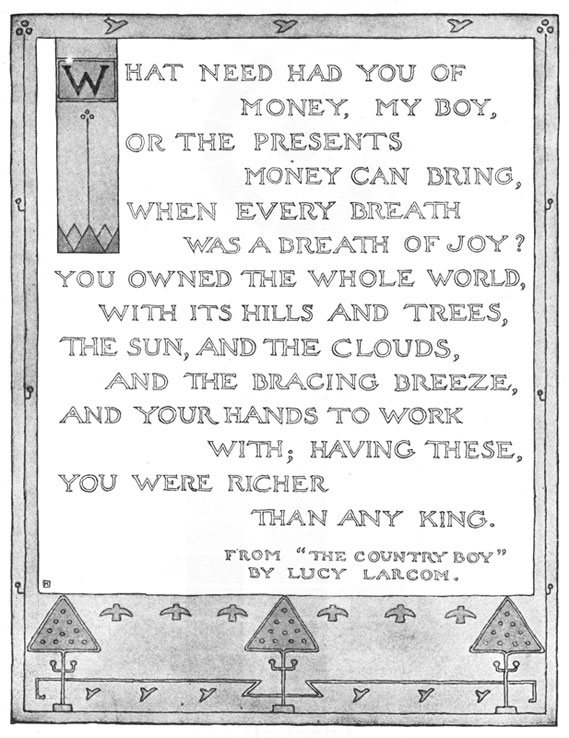 WHAT NEED HAD YOU OF
MONEY, MY BOY,
OR THE PRESENTS
MONEY CAN BRING,
WHEN EVERY BREATH
WAS A BREATH OF JOY?
YOU OWNED THE WHOLE WORLD,
WITH ITS HILLS AND TREES,
THE SUN, AND THE CLOUDS,
AND THE BRACING BREEZE,
AND YOUR HANDS TO WORK
WITH; HAVING THESE,
YOU WERE RICHER
THAN ANY KING.
FROM "THE COUNTRY BOY"
BY LUCY LARCOM.